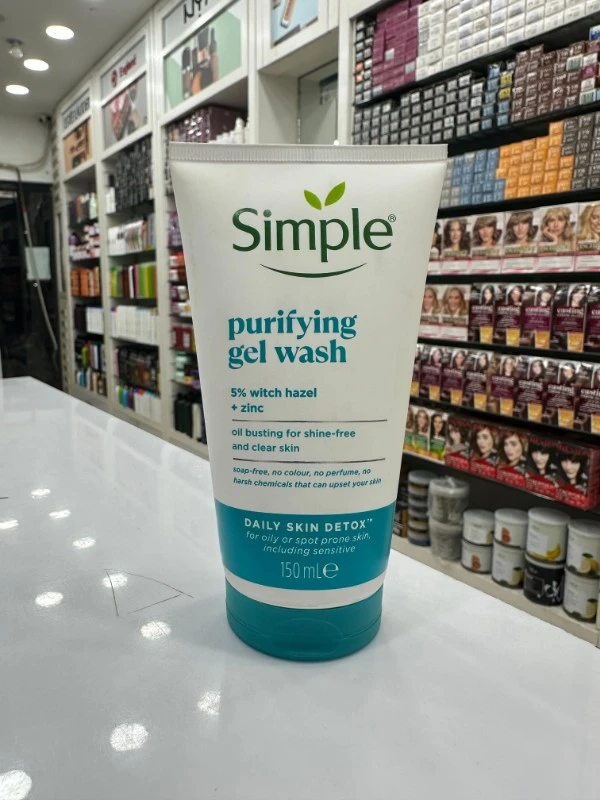 Simple®
purifying
gel wash
5% witch hazel
+ zinc
oil busting for shine-free
and clear skin
soap-free, no colour, no perfume, no
harsh chemicals that can upset your skin
DAILY SKIN DETOX™
for oily or spot prone skin,
including sensitive
150 mL℮